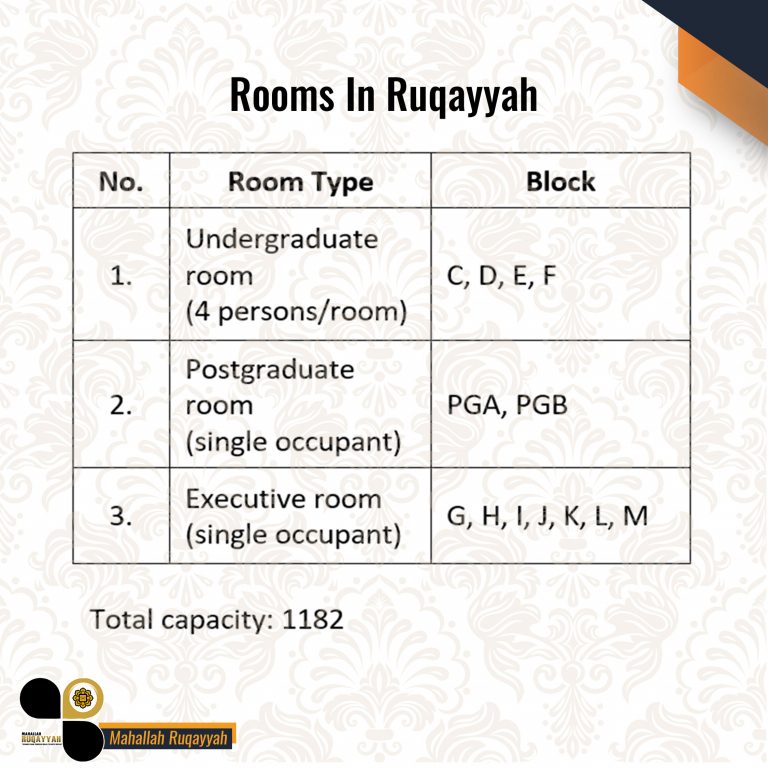 Rooms In Ruqayyah
No. Room Type Block
1. Undergraduate room (4 persons/room) C, D, E, F
2. Postgraduate room (single occupant) PGA, PGB
3. Executive room (single occupant) G, H, I, J, K, L, M
Total capacity: 1182
MAHALLAH
RUQAYYAH
Mahallah Ruqayyah